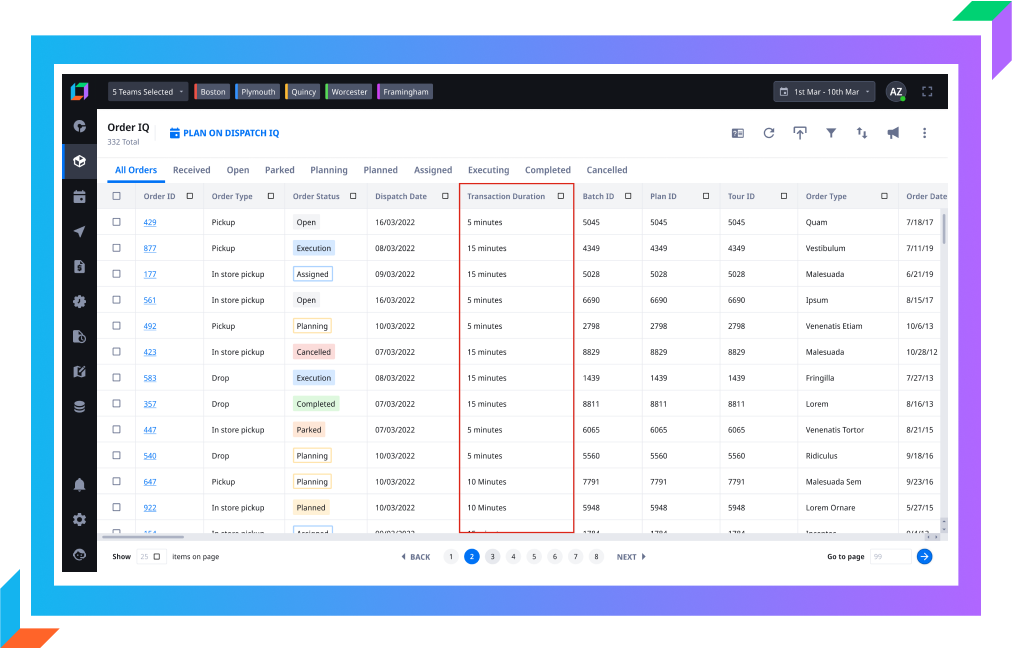 5 Teams Selected Boston Plymouth Quincy Worcester Framingham 1st Mar - 10th Mar AZ
Order IQ
332 Total
PLAN ON DISPATCH IQ
All Orders Received Open Parked Planning Planned Assigned Executing Completed Cancelled
Order ID Order Type Order Status Dispatch Date Transaction Duration Batch ID Plan ID Tour ID Order Type Order Date
429 Pickup Open 16/03/2022 5 minutes 5045 5045 5045 Quam 7/18/17
877 Pickup Execution 08/03/2022 15 minutes 4349 4349 4349 Vestibulum 7/11/19
177 In store pickup Assigned 09/03/2022 15 minutes 5028 5028 5028 Malesuada 6/21/19
561 In store pickup Open 16/03/2022 5 minutes 6690 6690 6690 Ipsum 8/15/17
492 Pickup Planning 10/03/2022 5 minutes 2798 2798 2798 Venenatis Etiam 10/6/13
423 In store pickup Cancelled 07/03/2022 15 minutes 8829 8829 8829 Malesuada 10/28/12
583 Drop Execution 08/03/2022 15 minutes 1439 1439 1439 Fringilla 7/27/13
357 Drop Completed 07/03/2022 15 minutes 8811 8811 8811 Lorem 8/16/13
447 In store pickup Parked 07/03/2022 5 minutes 6065 6065 6065 Venenatis Tortor 8/21/15
540 Drop Planning 10/03/2022 5 minutes 5560 5560 5560 Ridiculus 9/18/16
647 Pickup Planning 10/03/2022 10 Minutes 7791 7791 7791 Malesuada Sem 9/23/16
922 In store pickup Planned 10/03/2022 10 Minutes 5948 5948 5948 Lorem Ornare 5/27/15
In store pickup Assigned
Show 25 items on page BACK 1 2 3 4 5 6 7 8 NEXT Go to page 99